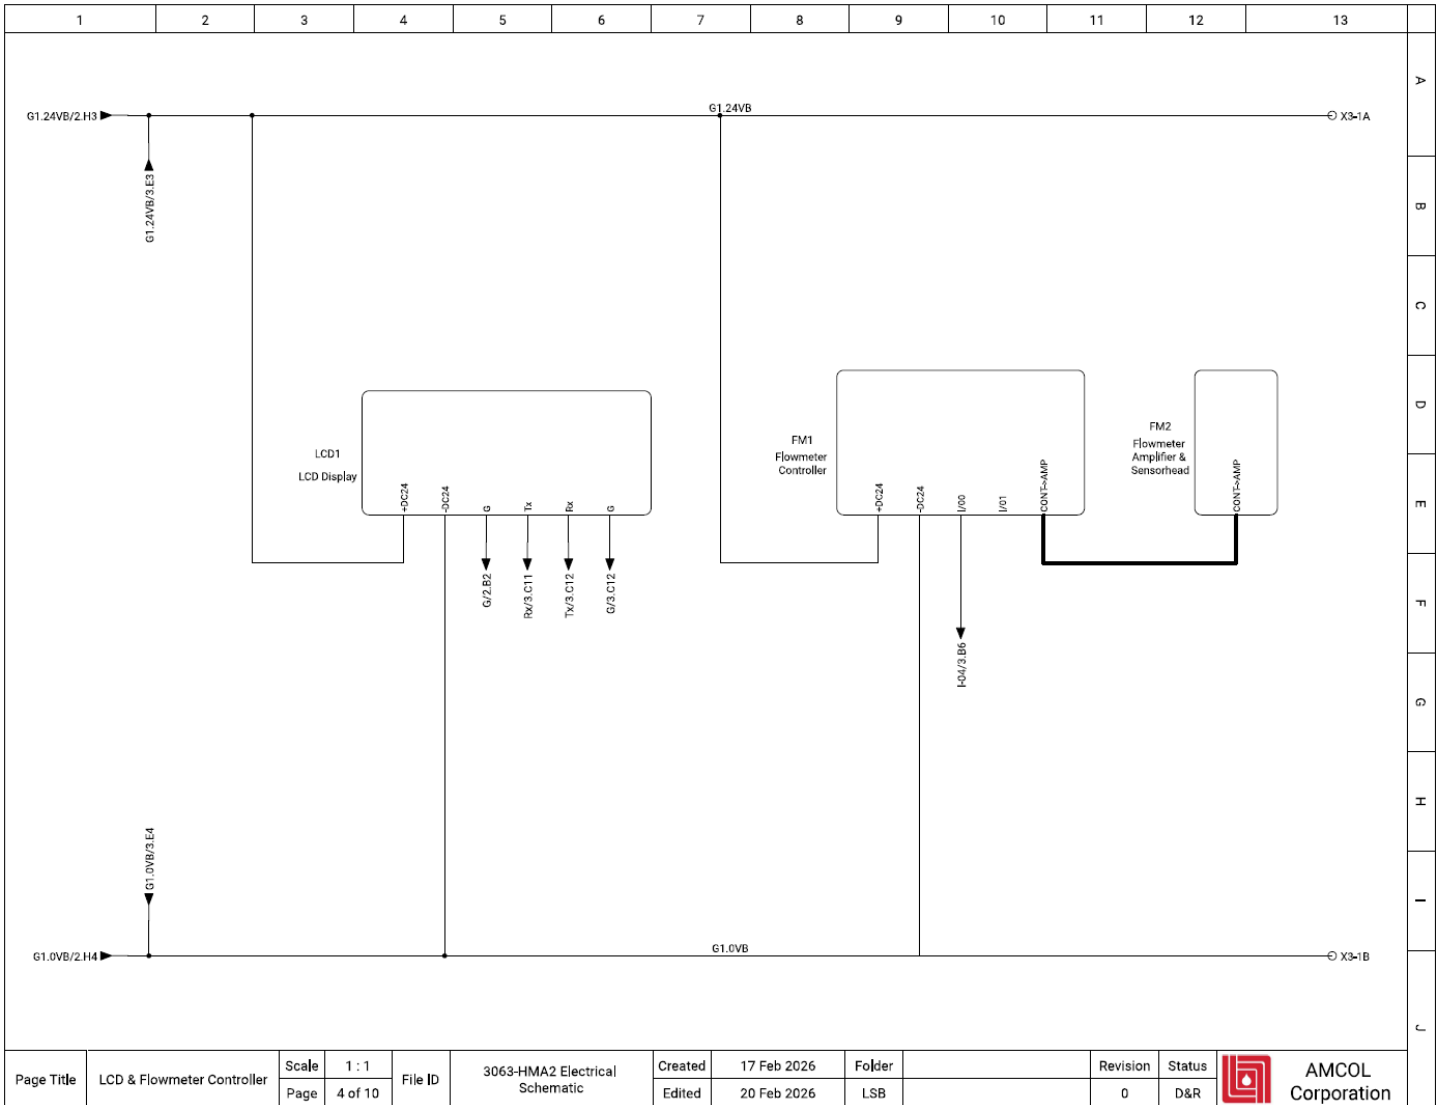 1 2 3 4 5 6 7 8 9 10 11 12 13
A
B
C
D
E
F
G
H
I
J
G1.24VB/2.H3
G1.24VB
X3-1A
G1.24VB/3.E3
LCD1
LCD Display
+DC24
-DC24
G
Tx
Rx
G
G/2.B2
Rx/3.C11
Tx/3.C12
G/3.C12
FM1
Flowmeter
Controller
+DC24
-DC24
I/00
I/01
CONT->AMP
I-04/3.B6
FM2
Flowmeter
Amplifier &
Sensorhead
CONT->AMP
G1.0VB/3.E4
G1.0VB/2.H4
G1.0VB
X3-1B
Page Title
LCD & Flowmeter Controller
Scale 1 : 1
Page 4 of 10
File ID
3063-HMA2 Electrical
Schematic
Created 17 Feb 2026
Edited 20 Feb 2026
Folder
LSB
Revision
0
Status
D&R
AMCOL
Corporation